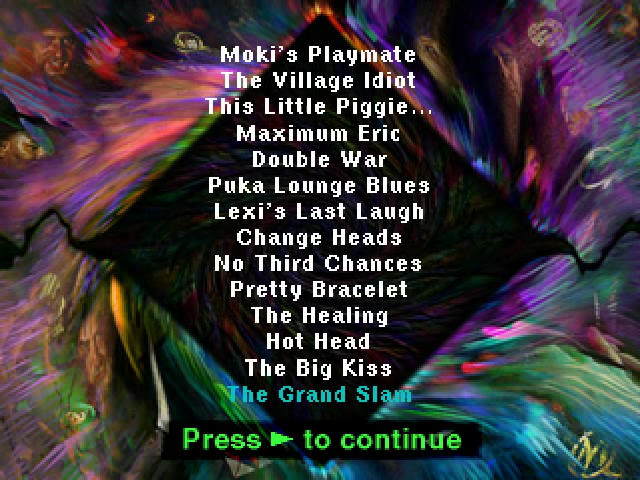 Moki's Playmate
The Village Idiot
This Little Piggie...
Maximum Eric
Double War
Puka Lounge Blues
Lexi's Last Laugh
Change Heads
No Third Chances
Pretty Bracelet
The Healing
Hot Head
The Big Kiss
The Grand Slam
Press ► to continue